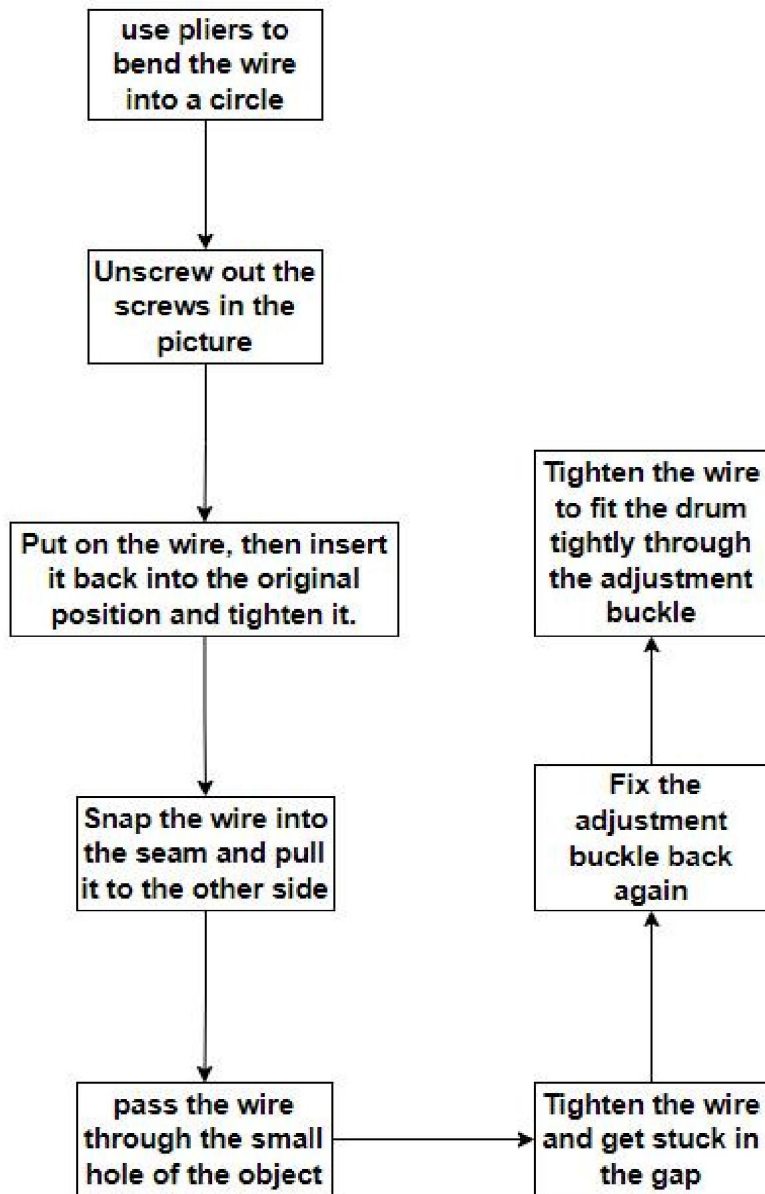 use pliers to
bend the wire
into a circle
Unscrew out the
screws in the
picture
Put on the wire, then insert
it back into the original
position and tighten it.
Snap the wire into
the seam and pull
it to the other side
pass the wire
through the small
hole of the object
Tighten the wire
and get stuck in
the gap
Fix the
adjustment
buckle back
again
Tighten the wire
to fit the drum
tightly through
the adjustment
buckle